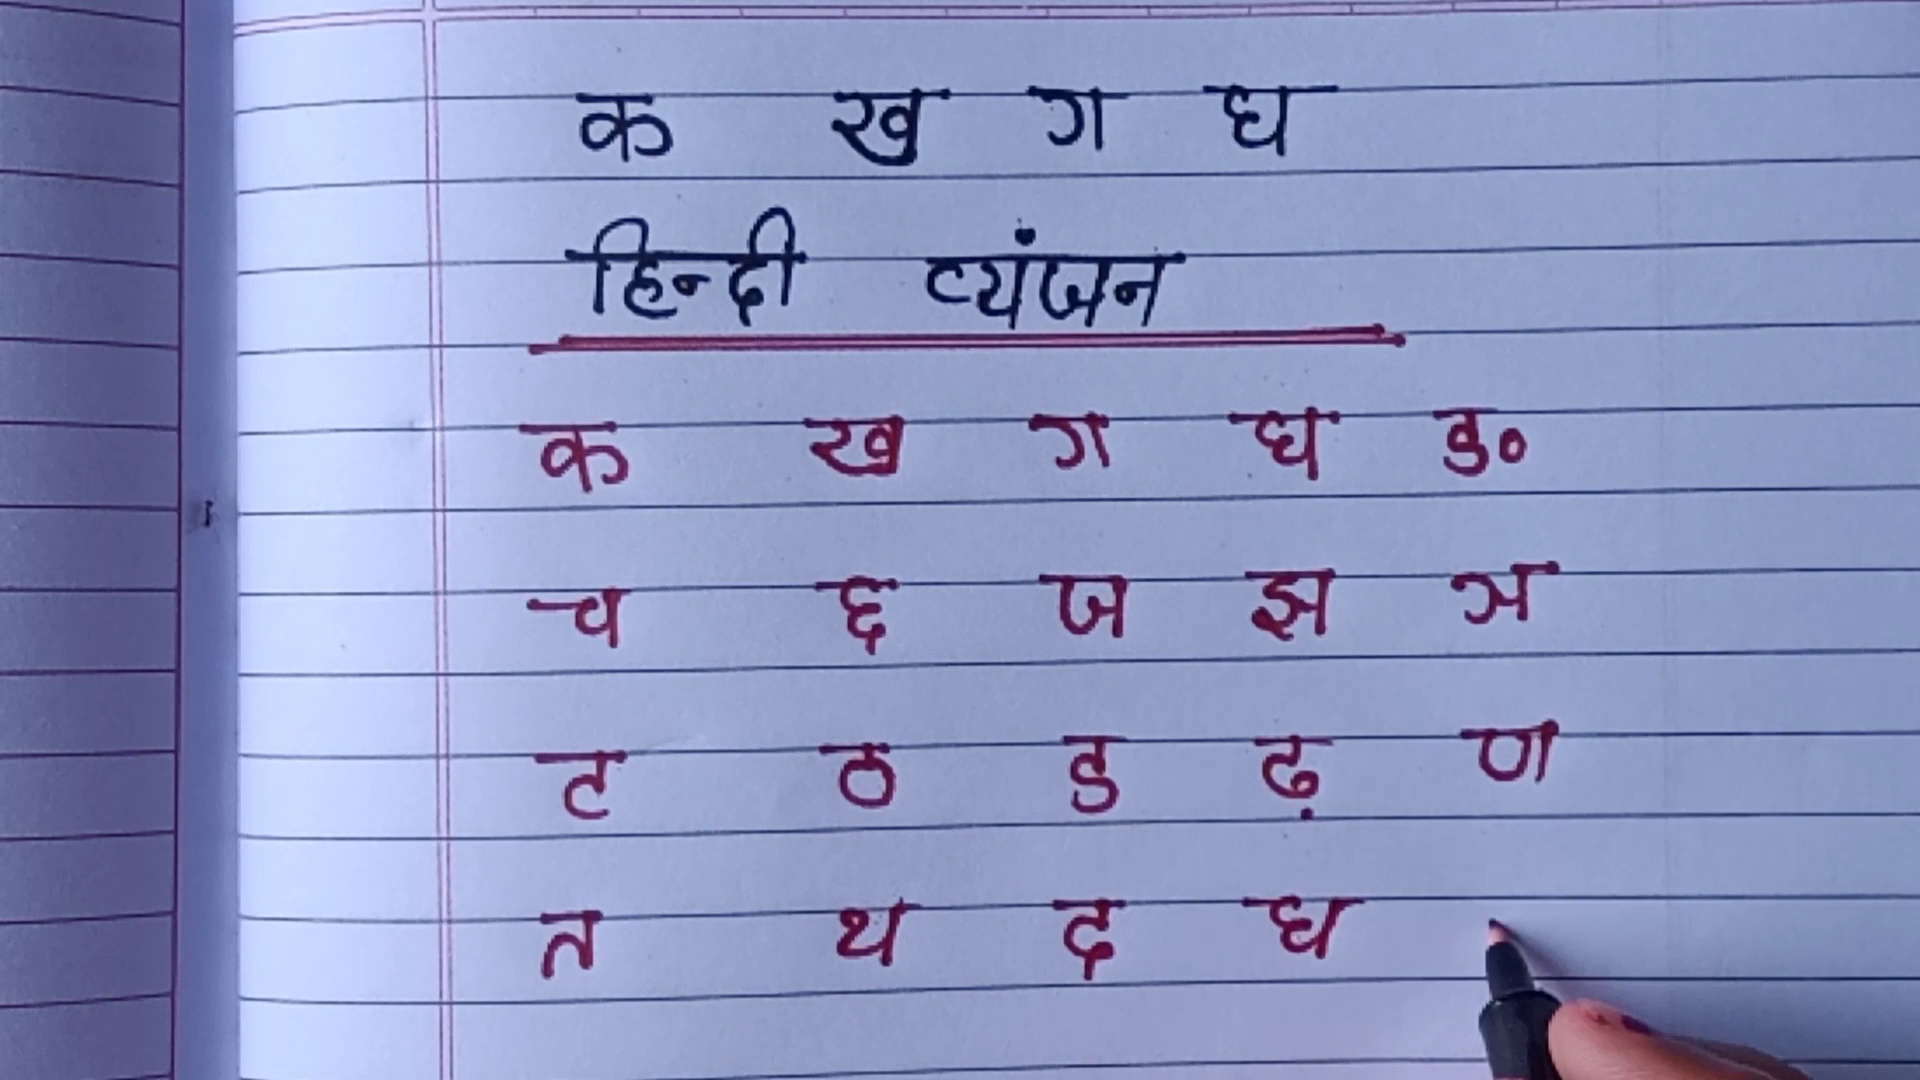 क ख ग घ
हिन्दी व्यंजन
क ख ग घ ङ
च छ ज झ ञ
ट ठ ड ढ़ ण
त थ द ध